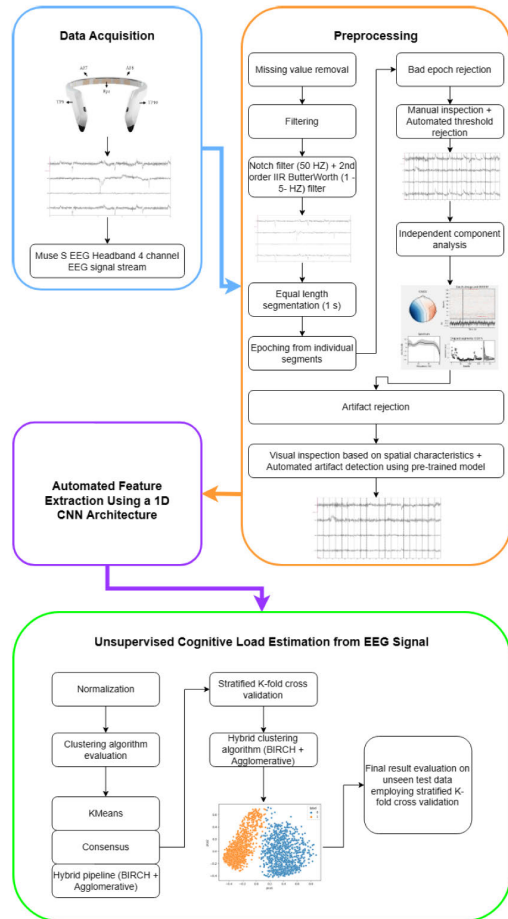 Data Acquisition
AF7
AF8
Fpz
TP9
TP10
Muse S EEG Headband 4 channel
EEG signal stream
Preprocessing
Missing value removal
Filtering
Notch filter (50 HZ) + 2nd
order IIR ButterWorth (1 -
5- HZ) filter
Equal length
segmentation (1 s)
Epoching from individual
segments
Bad epoch rejection
Manual inspection +
Automated threshold
rejection
Independent component
analysis
Artifact rejection
Visual inspection based on spatial characteristics +
Automated artifact detection using pre-trained model
Automated Feature
Extraction Using a 1D
CNN Architecture
Unsupervised Cognitive Load Estimation from EEG Signal
Normalization
Clustering algorithm
evaluation
KMeans
Consensus
Hybrid pipeline (BIRCH +
Agglomerative)
Stratified K-fold cross
validation
Hybrid clustering
algorithm (BIRCH +
Agglomerative)
Final result evaluation on
unseen test data
employing stratified K-
fold cross validation